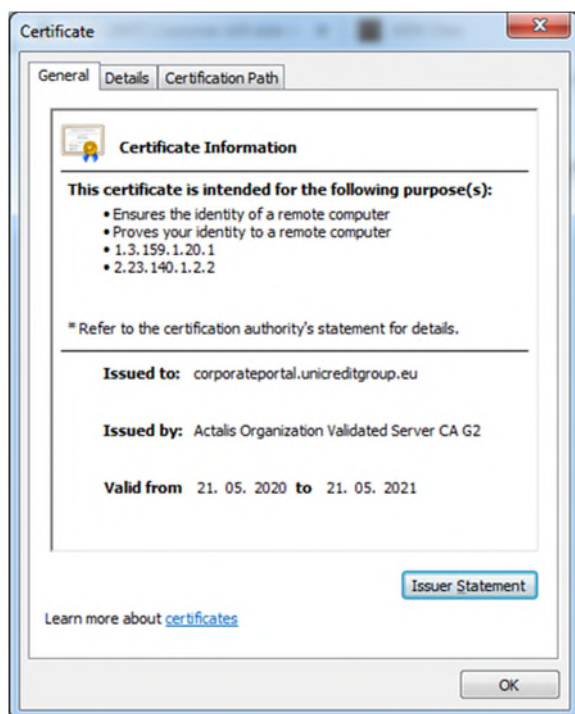 Certificate
General
Details
Certification Path
Certificate Information
This certificate is intended for the following purpose(s):
• Ensures the identity of a remote computer
• Proves your identity to a remote computer
• 1.3.159.1.20.1
• 2.23.140.1.2.2
* Refer to the certification authority's statement for details.
Issued to: corporateportal.unicreditgroup.eu
Issued by: Actalis Organization Validated Server CA G2
Valid from 21. 05. 2020 to 21. 05. 2021
Issuer Statement
Learn more about certificates
OK